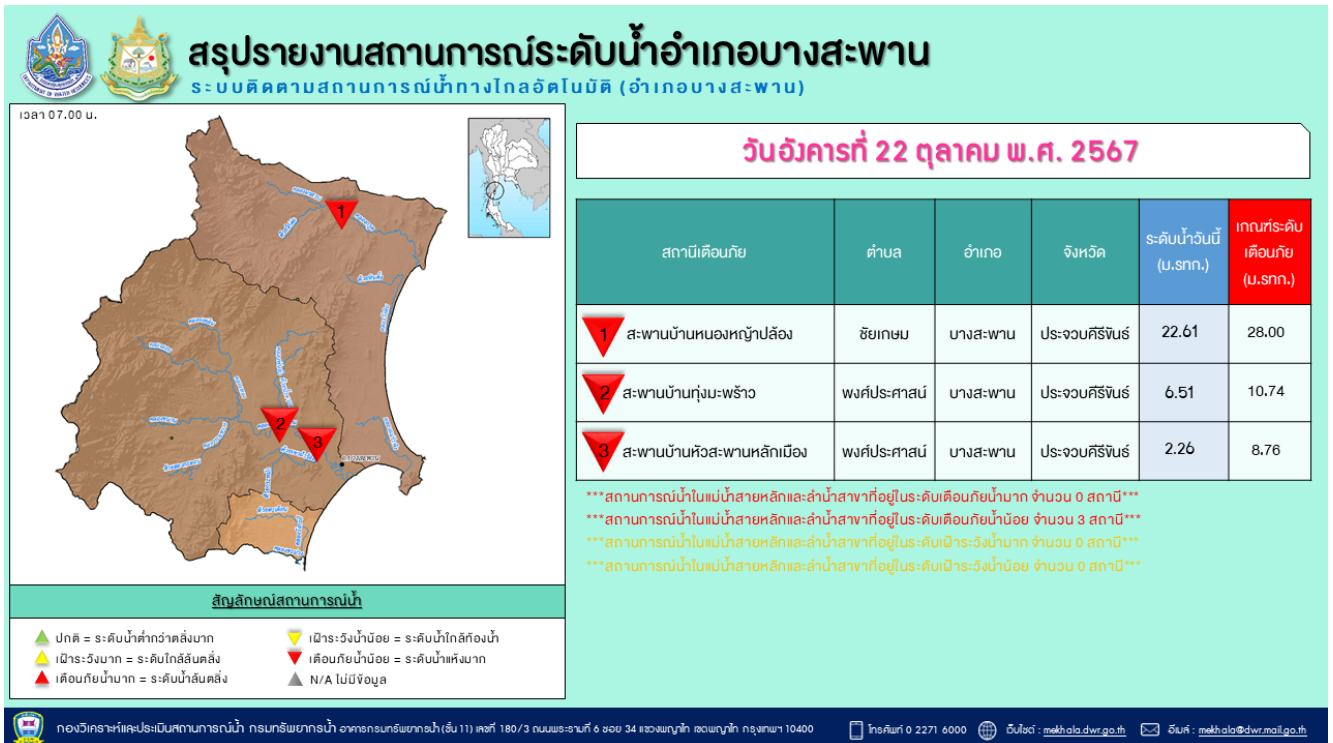 สรุปรายงานสถานการณ์ระดับน้ำอำเภอบางสะพาน
ระบบติดตามสถานการณ์น้ำทางไกลอัตโนมัติ (อำเภอบางสะพาน)
เวลา 07.00 น.
1
2
3
อ.บางสะพาน
วันอังคารที่ 22 ตุลาคม พ.ศ. 2567
สถานีเตือนภัย ตำบล อำเภอ จังหวัด ระดับน้ำวันนี้ (ม.รทก.) เกณฑ์ระดับเตือนภัย (ม.รทก.)
1 สะพานบ้านหนองหญ้าปล้อง ชัยเกษม บางสะพาน ประจวบคีรีขันธ์ 22.61 28.00
2 สะพานบ้านทุ่งมะพร้าว พงศ์ประศาสน์ บางสะพาน ประจวบคีรีขันธ์ 6.51 10.74
3 สะพานบ้านหัวสะพานหลักเมือง พงศ์ประศาสน์ บางสะพาน ประจวบคีรีขันธ์ 2.26 8.76
***สถานการณ์น้ำในแม่น้ำสายหลักและลำน้ำสาขาที่อยู่ในระดับเตือนภัยน้ำมาก จำนวน 0 สถานี***
***สถานการณ์น้ำในแม่น้ำสายหลักและลำน้ำสาขาที่อยู่ในระดับเตือนภัยน้ำน้อย จำนวน 3 สถานี***
***สถานการณ์น้ำในแม่น้ำสายหลักและลำน้ำสาขาที่อยู่ในระดับเฝ้าระวังน้ำมาก จำนวน 0 สถานี***
***สถานการณ์น้ำในแม่น้ำสายหลักและลำน้ำสาขาที่อยู่ในระดับเฝ้าระวังน้ำน้อย จำนวน 0 สถานี***
สัญลักษณ์สถานการณ์น้ำ
ปกติ = ระดับน้ำต่ำกว่าตลิ่งมาก
เฝ้าระวังมาก = ระดับใกล้ล้นตลิ่ง
เตือนภัยน้ำมาก = ระดับน้ำล้นตลิ่ง
เฝ้าระวังน้ำน้อย = ระดับน้ำใกล้ท้องน้ำ
เตือนภัยน้ำน้อย = ระดับน้ำแห้งมาก
N/A ไม่มีข้อมูล
กองวิเคราะห์และประเมินสถานการณ์น้ำ กรมทรัพยากรน้ำ อาคารกรมทรัพยากรน้ำ (ชั้น 11) เลขที่ 180/3 ถนนพระรามที่ 6 ซอย 34 แขวงพญาไท เขตพญาไท กรุงเทพฯ 10400 โทรศัพท์ 0 2271 6000 เว็บไซต์ : mekhala.dwr.go.th อีเมล์ : mekhala@dwr.mail.go.th